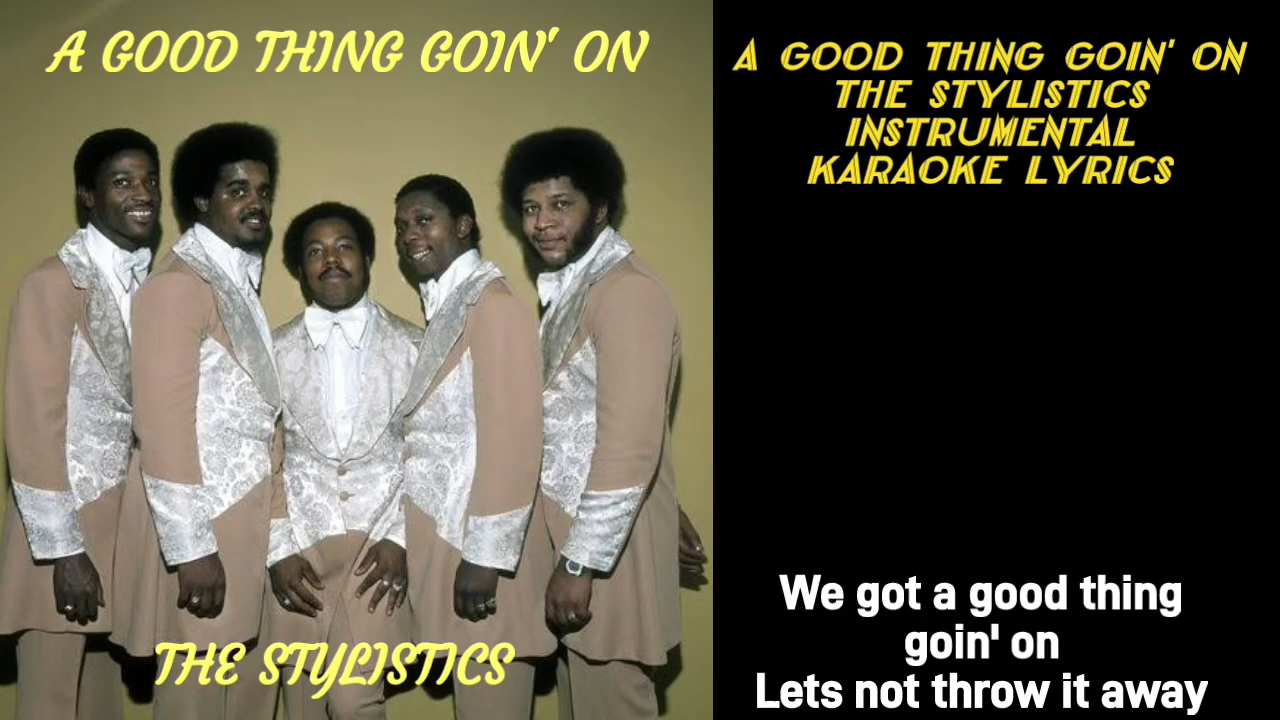 A GOOD THING GOIN' ON
THE STYLISTICS
A GOOD THING GOIN' ON
THE STYLISTICS
INSTRUMENTAL
KARAOKE LYRICS
We got a good thing
goin' on
Lets not throw it away